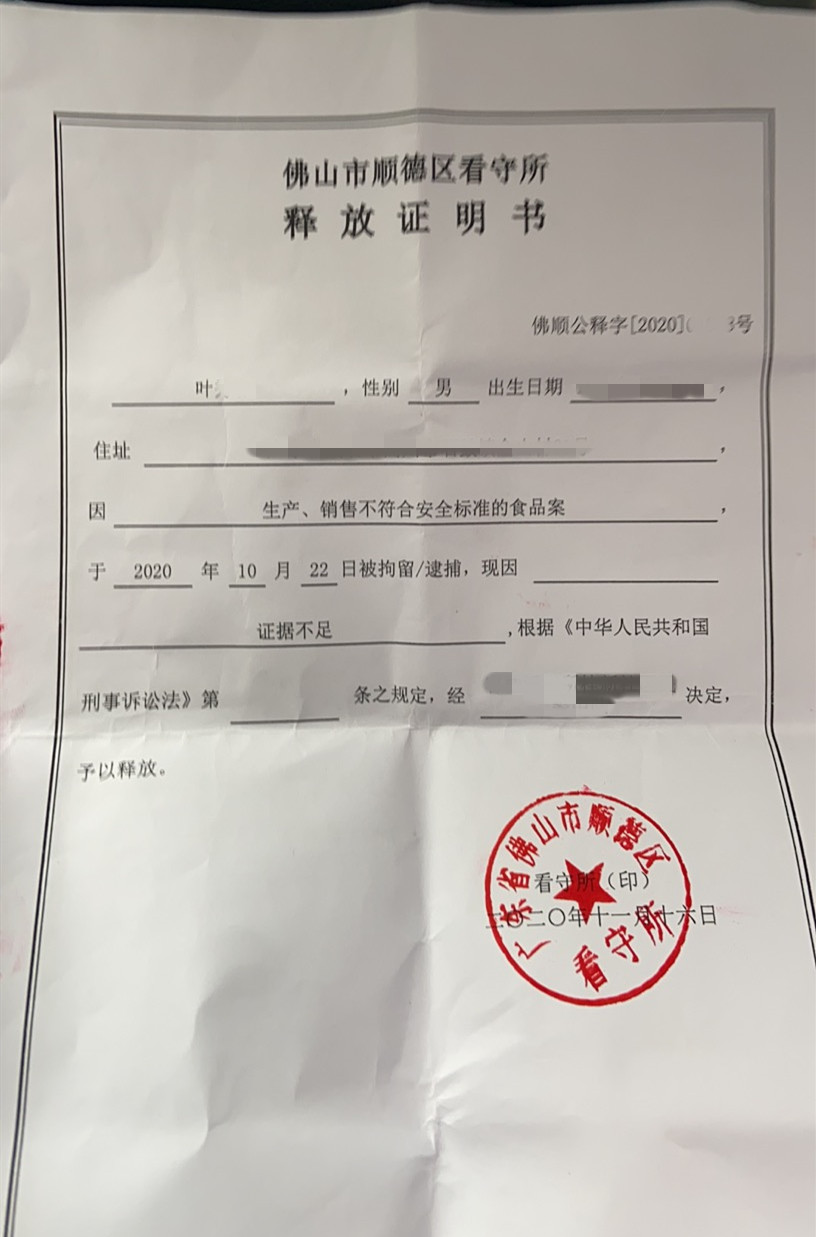 佛山市顺德区看守所
释放证明书
佛顺公释字[2020] 号
叶 ，性别 男 出生日期 ，
住址 ，
因 生产、销售不符合安全标准的食品案 ，
于 2020 年 10 月 22 日被拘留/逮捕，现因
证据不足 ,根据《中华人民共和国
刑事诉讼法》第 条之规定，经 决定，
予以释放。
广东省佛山市顺德区
看守所（印）
二〇二〇年十一月十六日
看守所